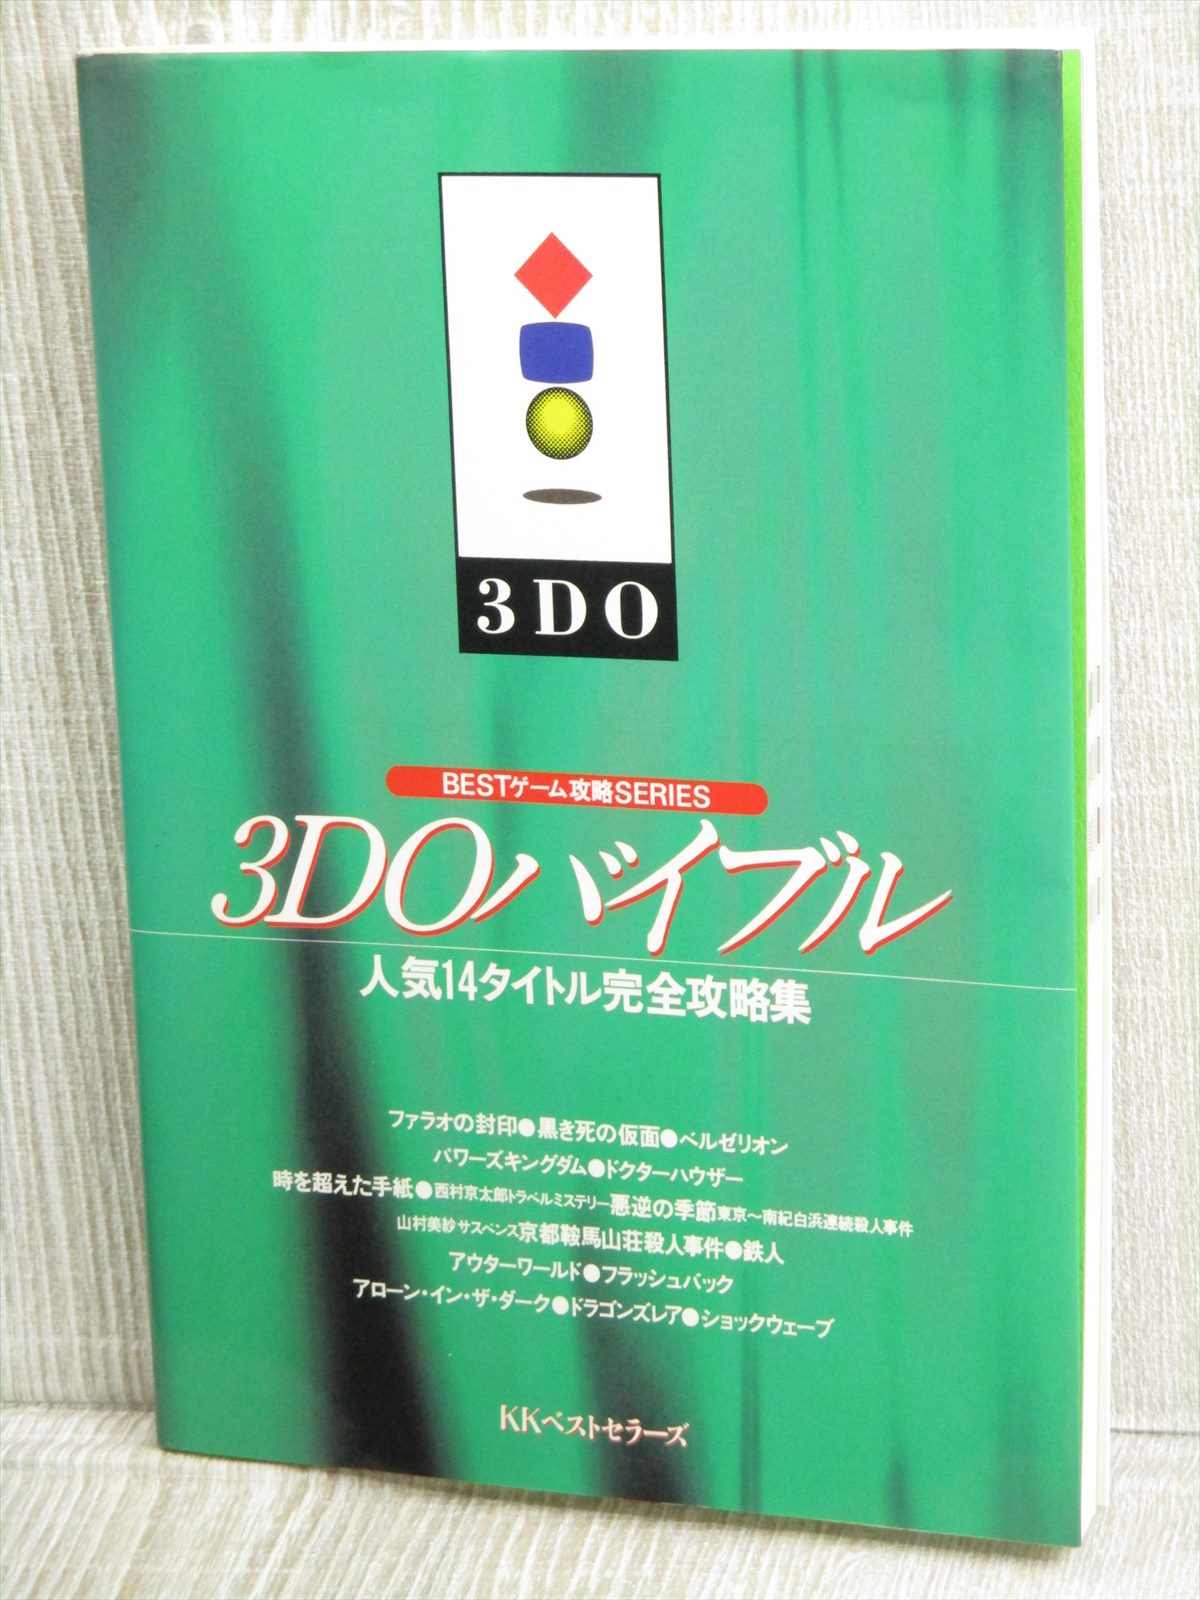 3DO
BESTゲーム攻略SERIES
3DOバイブル
人気14タイトル完全攻略集
ファラオの封印●黒き死の仮面●ベルゼリオン
パワーズキングダム●ドクターハウザー
時を超えた手紙●西村京太郎トラベルミステリー悪逆の季節東京〜南紀白浜連続殺人事件
山村美紗サスペンス京都鞍馬山荘殺人事件●鉄人
アウターワールド●フラッシュバック
アローン・イン・ザ・ダーク●ドラゴンズレア●ショックウェーブ
KKベストセラーズ